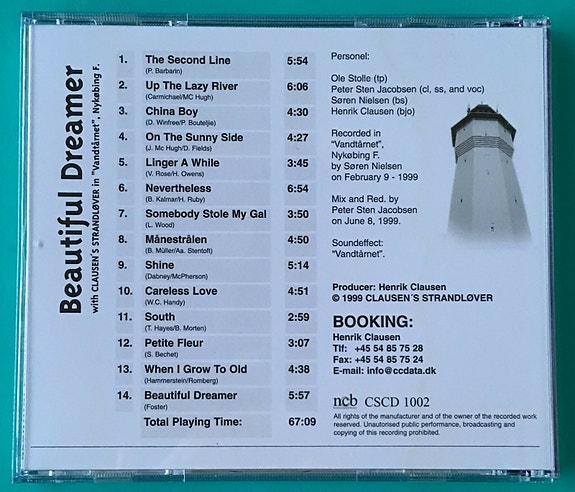 Beautiful Dreamer
with CLAUSEN´S STRANDLØVER in "Vandtårnet", Nykøbing F.
1. The Second Line 5:54
(P. Barbarin)
2. Up The Lazy River 6:06
(Carmichael/MC Hugh)
3. China Boy 4:30
(D. Winfree/P. Bouteljie)
4. On The Sunny Side 4:27
(J. Mc Hugh/D. Fields)
5. Linger A While 3:45
(V. Rose/H. Owens)
6. Nevertheless 6:54
(B. Kalmar/H. Ruby)
7. Somebody Stole My Gal 3:50
(L. Wood)
8. Månestrålen 4:50
(B. Müller/Aa. Stentoft)
9. Shine 5:14
(Dabney/McPherson)
10. Careless Love 4:51
(W.C. Handy)
11. South 2:59
(T. Hayes/B. Morten)
12. Petite Fleur 3:07
(S. Bechet)
13. When I Grow To Old 4:38
(Hammerstein/Romberg)
14. Beautiful Dreamer 5:57
(Foster)
Total Playing Time: 67:09
Personel:
Ole Stolle (tp)
Peter Sten Jacobsen (cl, ss, and voc)
Søren Nielsen (bs)
Henrik Clausen (bjo)
Recorded in
"Vandtårnet",
Nykøbing F.
by Søren Nielsen
on February 9 - 1999
Mix and Red. by
Peter Sten Jacobsen
on June 8, 1999.
Soundeffect:
"Vandtårnet".
Producer: Henrik Clausen
© 1999 CLAUSEN´S STRANDLØVER
BOOKING:
Henrik Clausen
Tlf: +45 54 85 75 28
Fax: +45 54 85 75 24
E-mail: info@ccdata.dk
ncb CSCD 1002
All rights of the manufacturer and of the owner of the recorded work
reserved. Unautorised public performance, broadcasting and
copying of this recording prohibited.